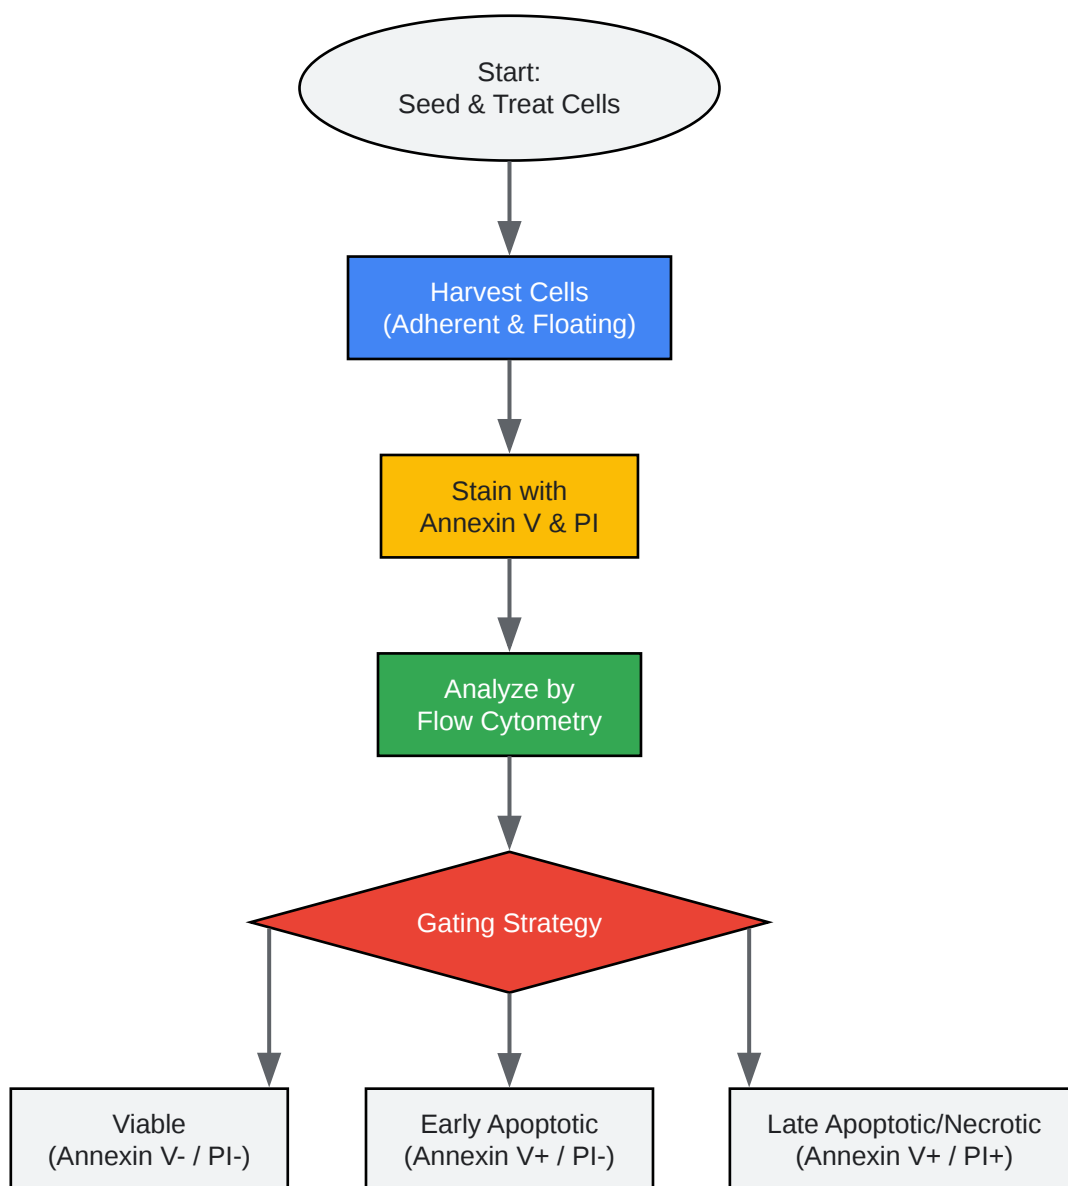 Start:
Seed & Treat Cells
Harvest Cells
(Adherent & Floating)
Stain with
Annexin V & PI
Analyze by
Flow Cytometry
Gating Strategy
Viable
(Annexin V- / PI-)
Early Apoptotic
(Annexin V+ / PI-)
Late Apoptotic/Necrotic
(Annexin V+ / PI+)